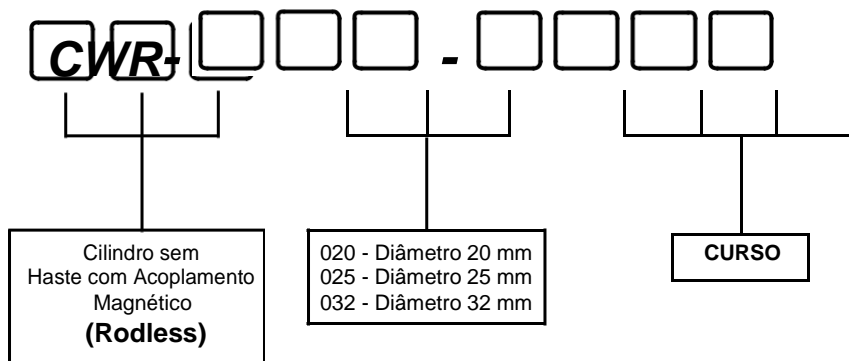 CWR- -
Cilindro sem
Haste com Acoplamento
Magnético
(Rodless)
020 - Diâmetro 20 mm
025 - Diâmetro 25 mm
032 - Diâmetro 32 mm
CURSO